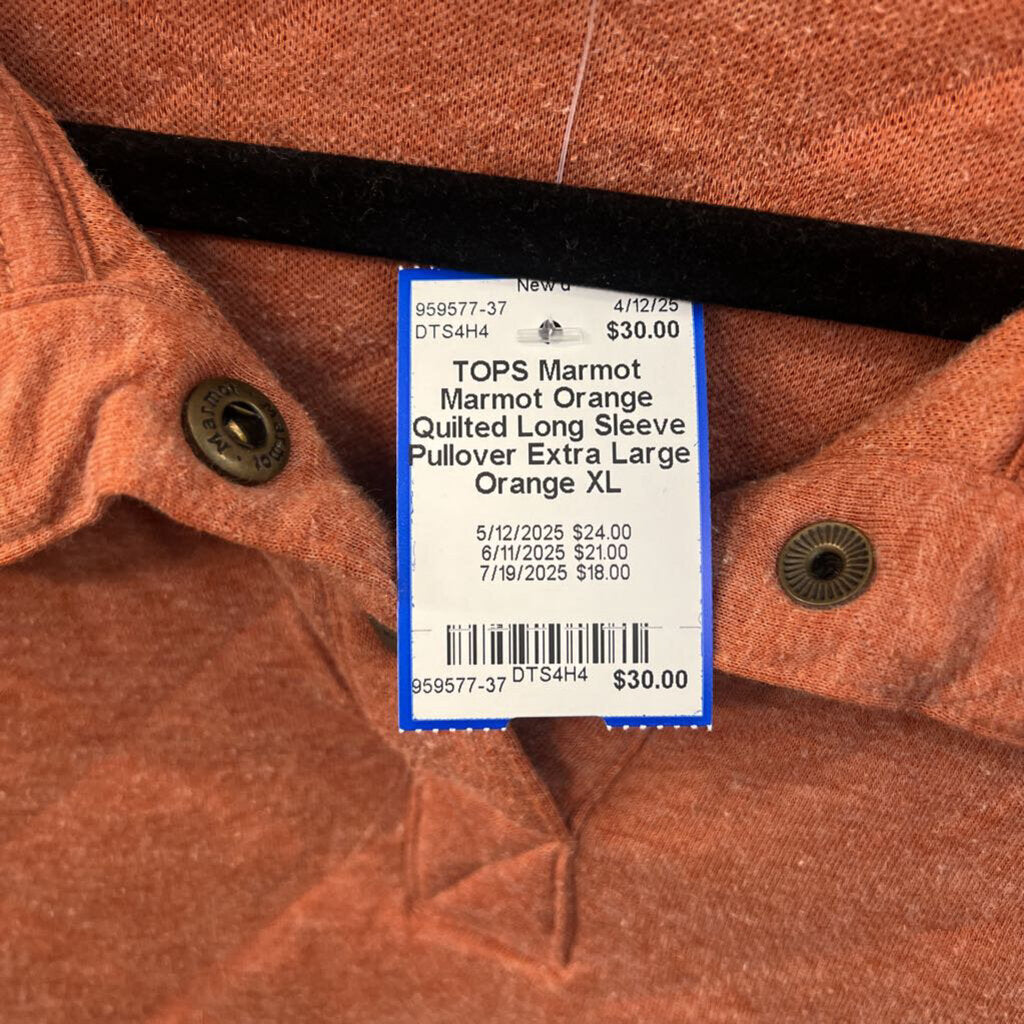 959577-37 4/12/25
DTS4H4 $30.00
TOPS Marmot
Marmot Orange
Quilted Long Sleeve
Pullover Extra Large
Orange XL
5/12/2025 $24.00
6/11/2025 $21.00
7/19/2025 $18.00
DTS4H4
959577-37 $30.00
Marmot
Marmot